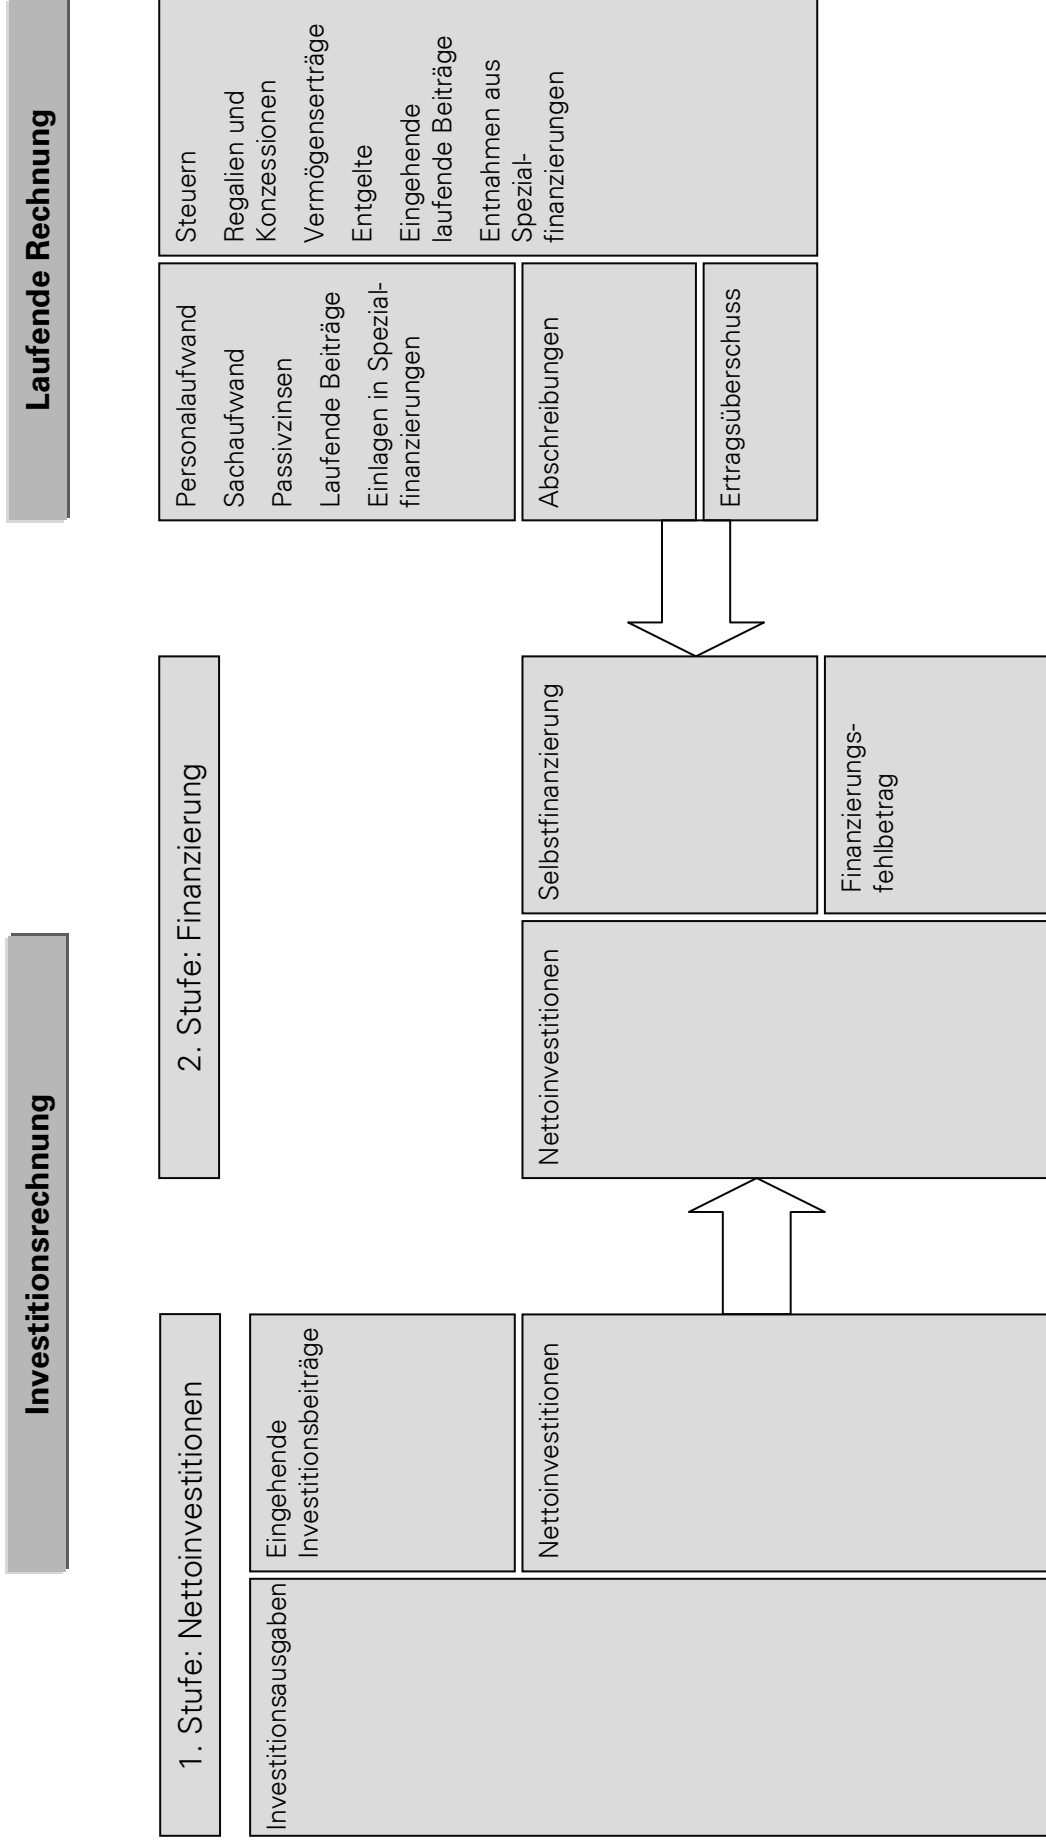 Investitionsrechnung
Laufende Rechnung
1. Stufe: Nettoinvestitionen
2. Stufe: Finanzierung
Investitionsausgaben
Eingehende
Investitionsbeiträge
Nettoinvestitionen
Nettoinvestitionen
Selbstfinanzierung
Finanzierungs-
fehlbetrag
Personalaufwand
Sachaufwand
Passivzinsen
Laufende Beiträge
Einlagen in Spezial-
finanzierungen
Abschreibungen
Ertragsüberschuss
Steuern
Regalien und
Konzessionen
Vermögenserträge
Entgelte
Eingehende
laufende Beiträge
Entnahmen aus
Spezial-
finanzierungen